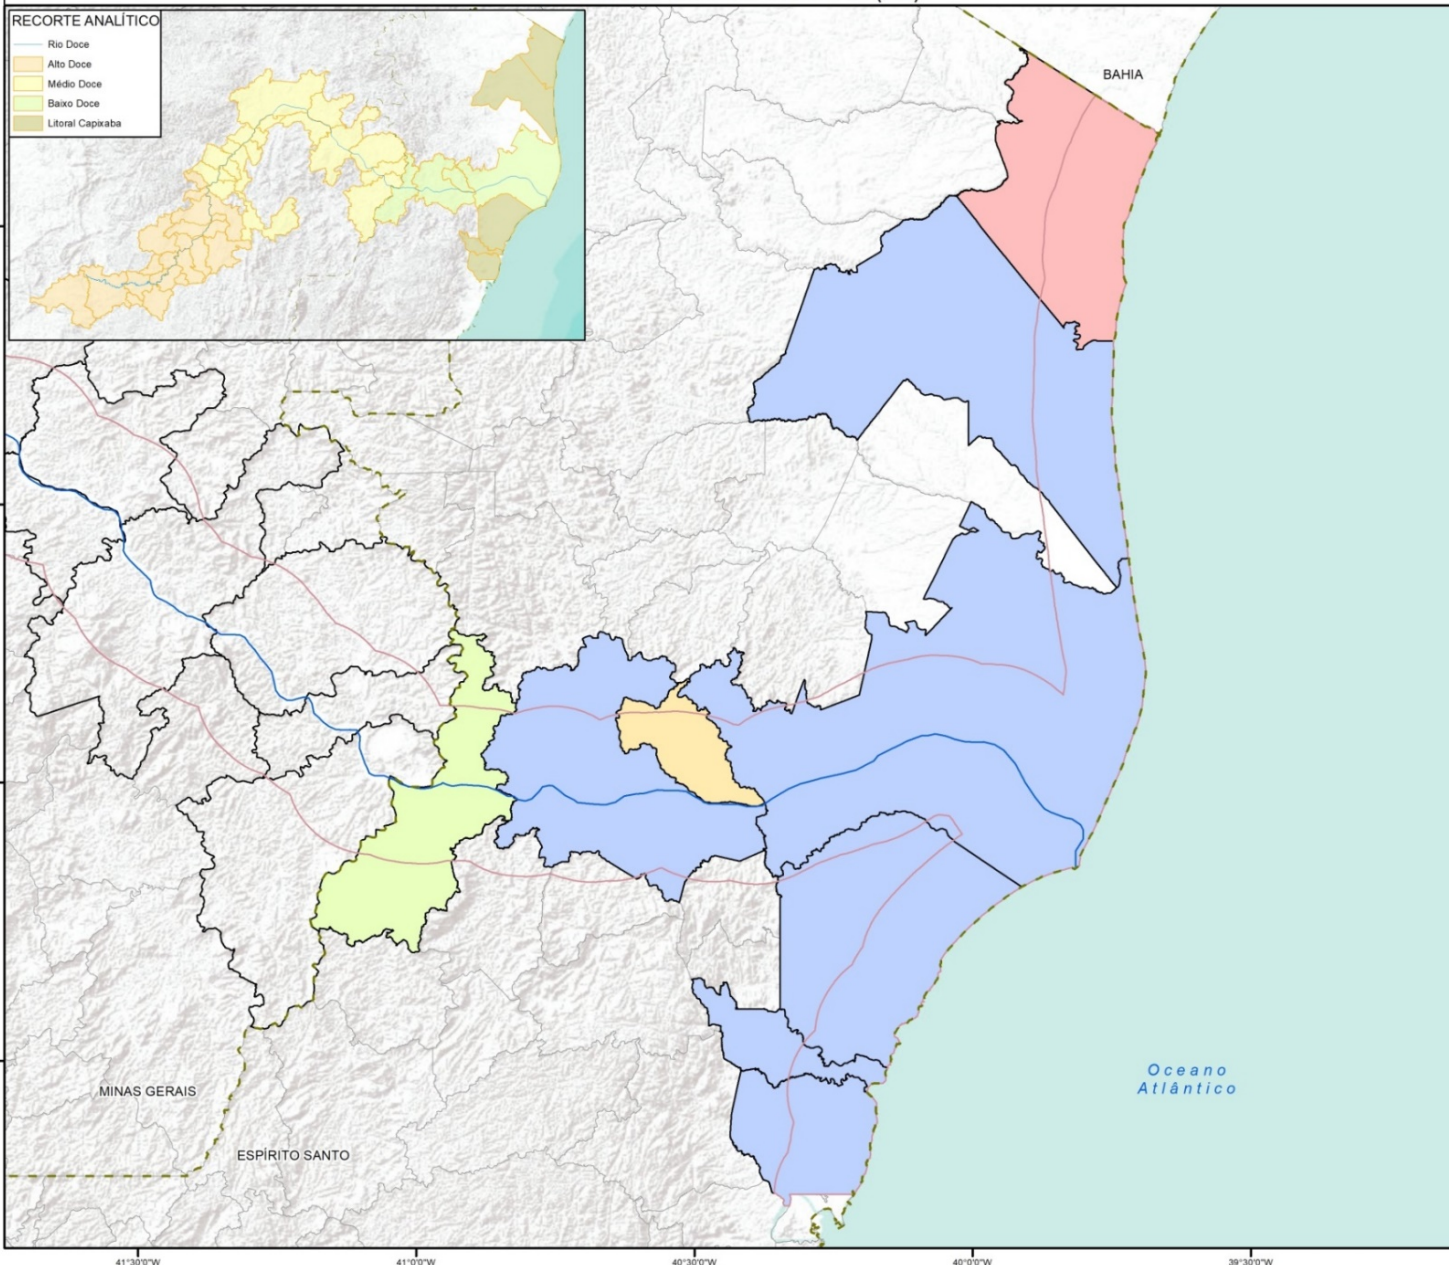 RECORTE ANALÍTICO
Rio Doce
Alto Doce
Médio Doce
Baixo Doce
Litoral Capixaba
BAHIA
Oceano
Atlântico
MINAS GERAIS
ESPÍRITO SANTO
41°30'0"W
41°0'0"W
40°30'0"W
40°0'0"W
39°30'0"W